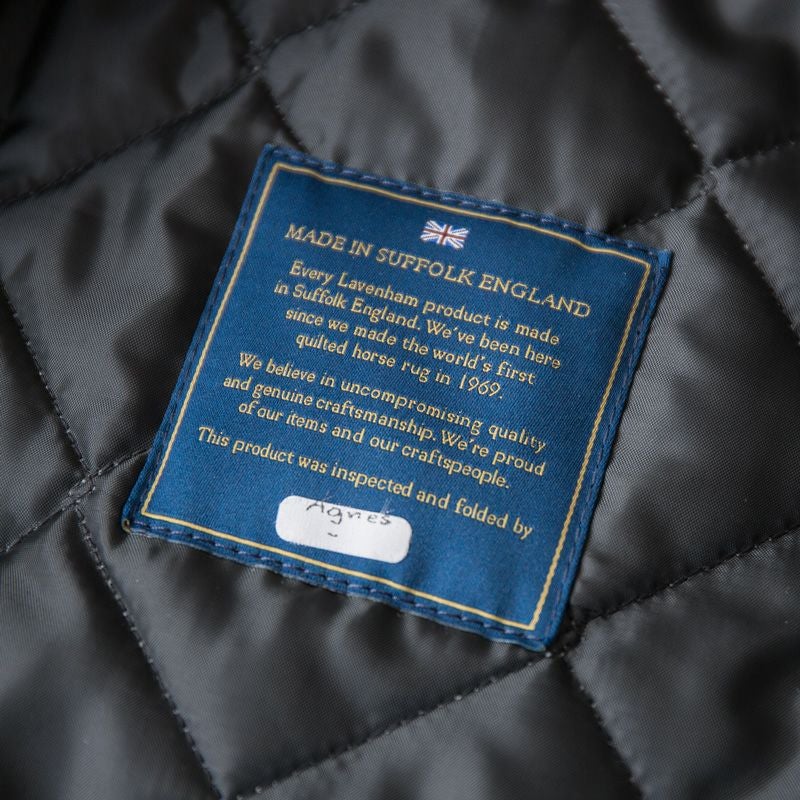 MADE IN SUFFOLK ENGLAND
Every Lavenham product is made
in Suffolk England. We've been here
since we made the world's first
quilted horse rug in 1969.
We believe in uncompromising quality
and genuine craftsmanship. We're proud
of our items and our craftspeople.
This product was inspected and folded by
Agnes
-